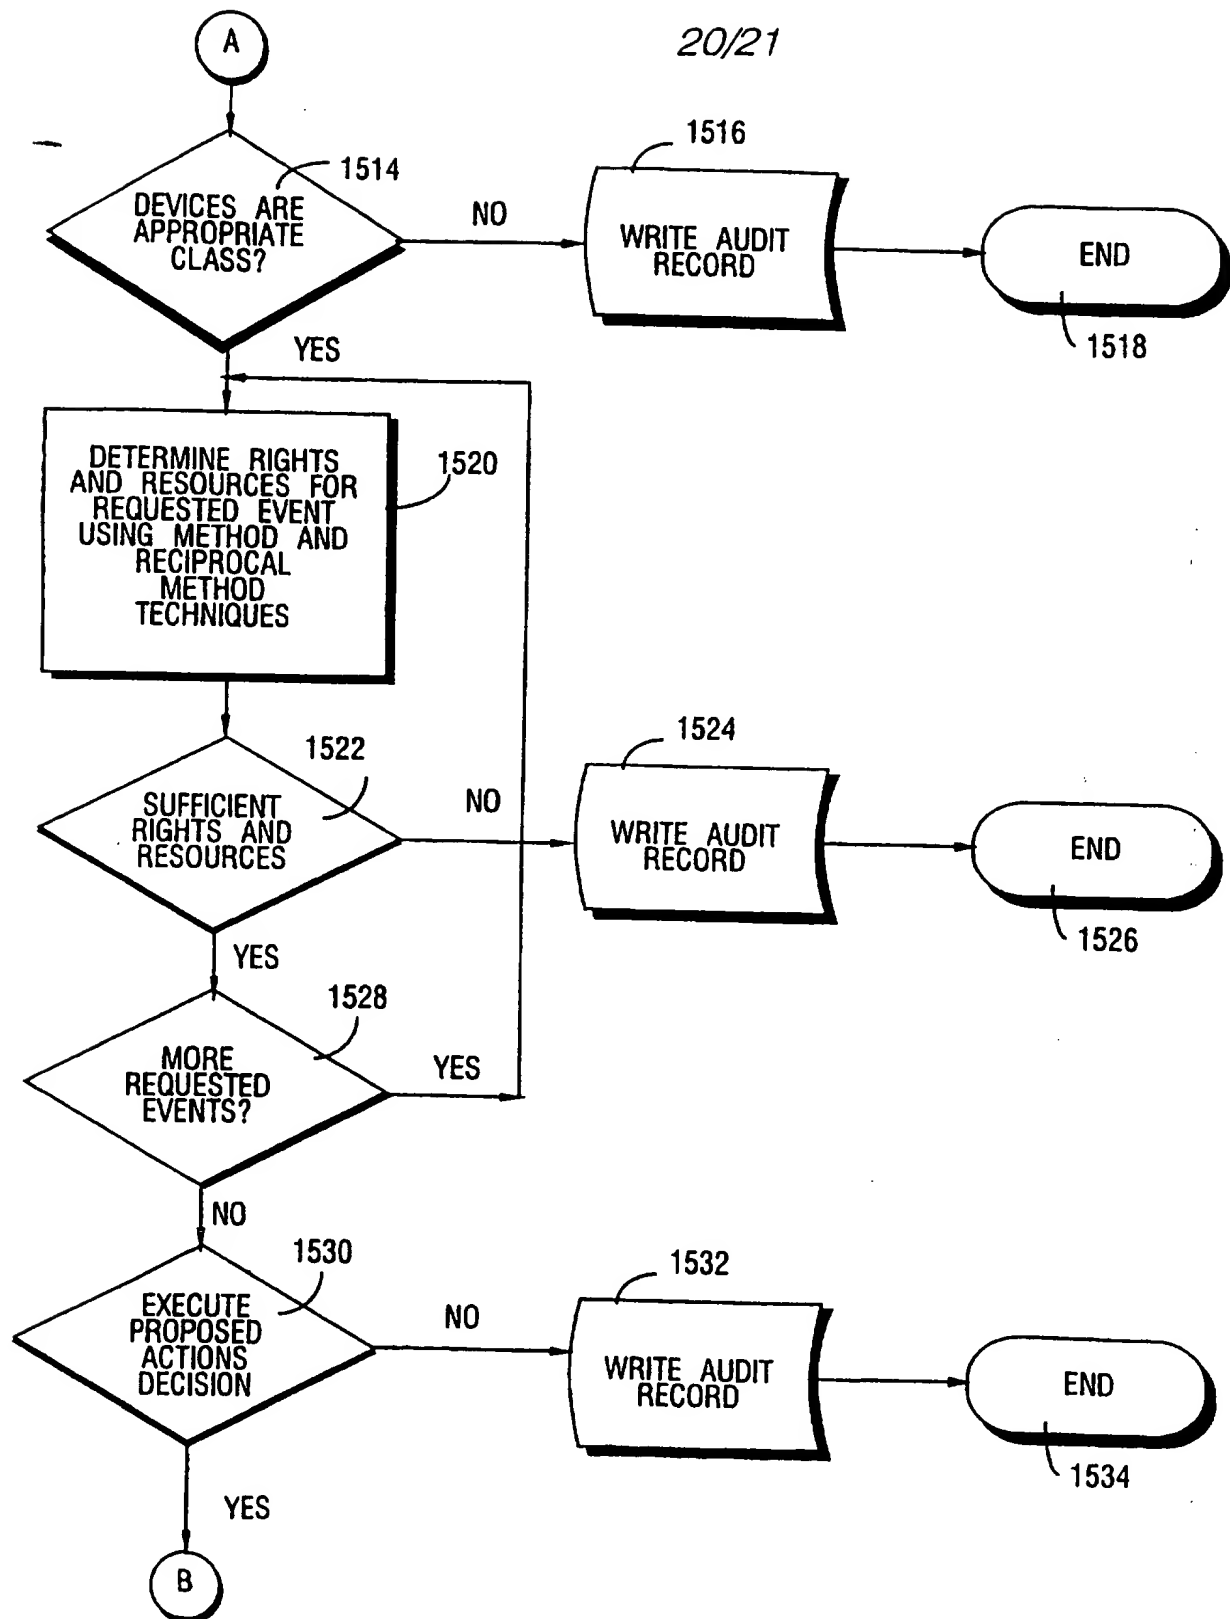 A
20/21
1514
DEVICES ARE
APPROPRIATE
CLASS?
NO
1516
WRITE AUDIT
RECORD
END
1518
YES
DETERMINE RIGHTS
AND RESOURCES FOR
REQUESTED EVENT
USING METHOD AND
RECIPROCAL
METHOD
TECHNIQUES
1520
1522
SUFFICIENT
RIGHTS AND
RESOURCES
NO
1524
WRITE AUDIT
RECORD
END
1526
YES
1528
MORE
REQUESTED
EVENTS?
YES
NO
1530
EXECUTE
PROPOSED
ACTIONS
DECISION
NO
1532
WRITE AUDIT
RECORD
END
1534
YES
B